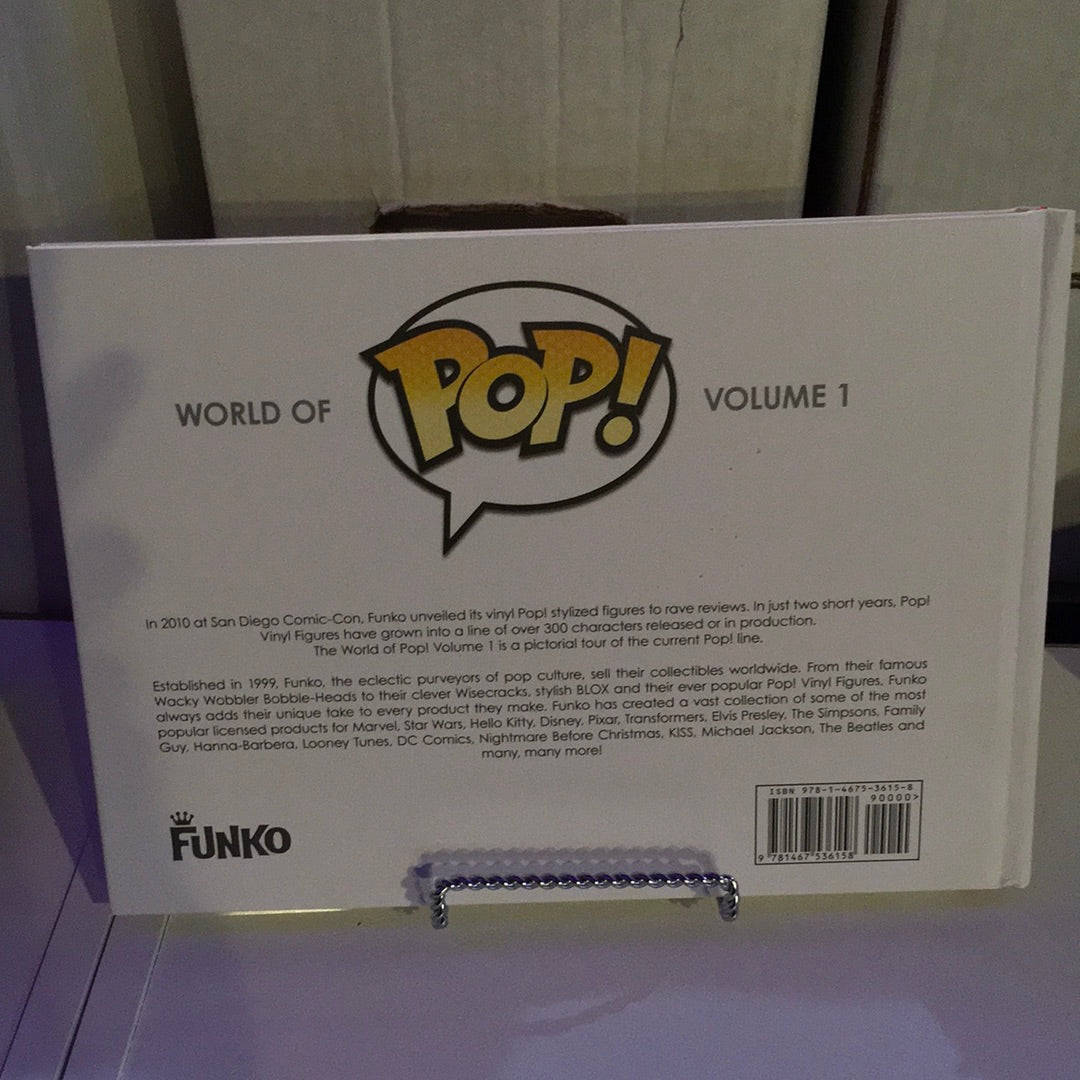 WORLD OF POP! VOLUME 1
In 2010 at San Diego Comic-Con, Funko unveiled its vinyl Pop! stylized figures to rave reviews. In just two short years, Pop!
Vinyl Figures have grown into a line of over 300 characters released or in production.
The World of Pop! Volume 1 is a pictorial tour of the current Pop! line.
Established in 1999, Funko, the eclectic purveyors of pop culture, sell their collectibles worldwide. From their famous
Wacky Wobbler Bobble-Heads to their clever Wisecracks, stylish BLOX and their ever popular Pop! Vinyl Figures, Funko
always adds their unique take to every product they make. Funko has created a vast collection of some of the most
popular licensed products for Marvel, Star Wars, Hello Kitty, Disney, Pixar, Transformers, Elvis Presley, The Simpsons, Family
Guy, Hanna-Barbera, Looney Tunes, DC Comics, Nightmare Before Christmas, KISS, Michael Jackson, The Beatles and
many, many more!
FUNKO
ISBN 978-1-4675-3615-8
90000>
9 781467 536158